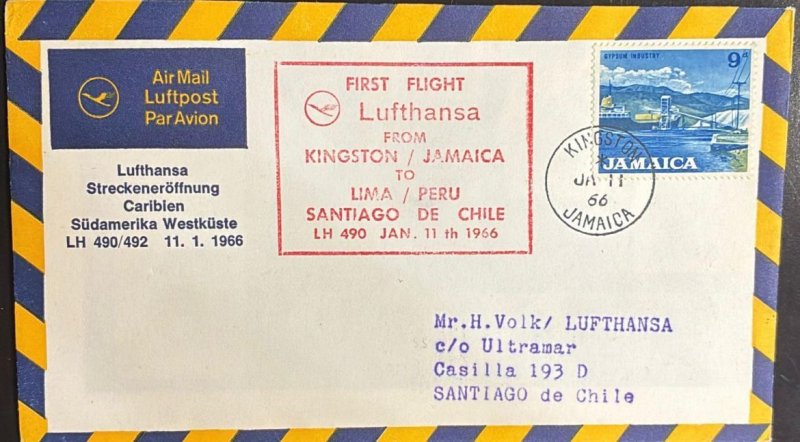 Air Mail
Luftpost
Par Avion
Lufthansa
Streckeneröffnung
Caribien
Südamerika Westküste
LH 490/492 11. 1. 1966
FIRST FLIGHT
Lufthansa
FROM
KINGSTON / JAMAICA
TO
LIMA / PERU
SANTIAGO DE CHILE
LH 490 JAN. 11 th 1966
9d
GYPSUM INDUSTRY
JAMAICA
KINGSTON
JA 11
66
JAMAICA
Mr.H.Volk/ LUFTHANSA
c/o Ultramar
Casilla 193 D
SANTIAGO de Chile